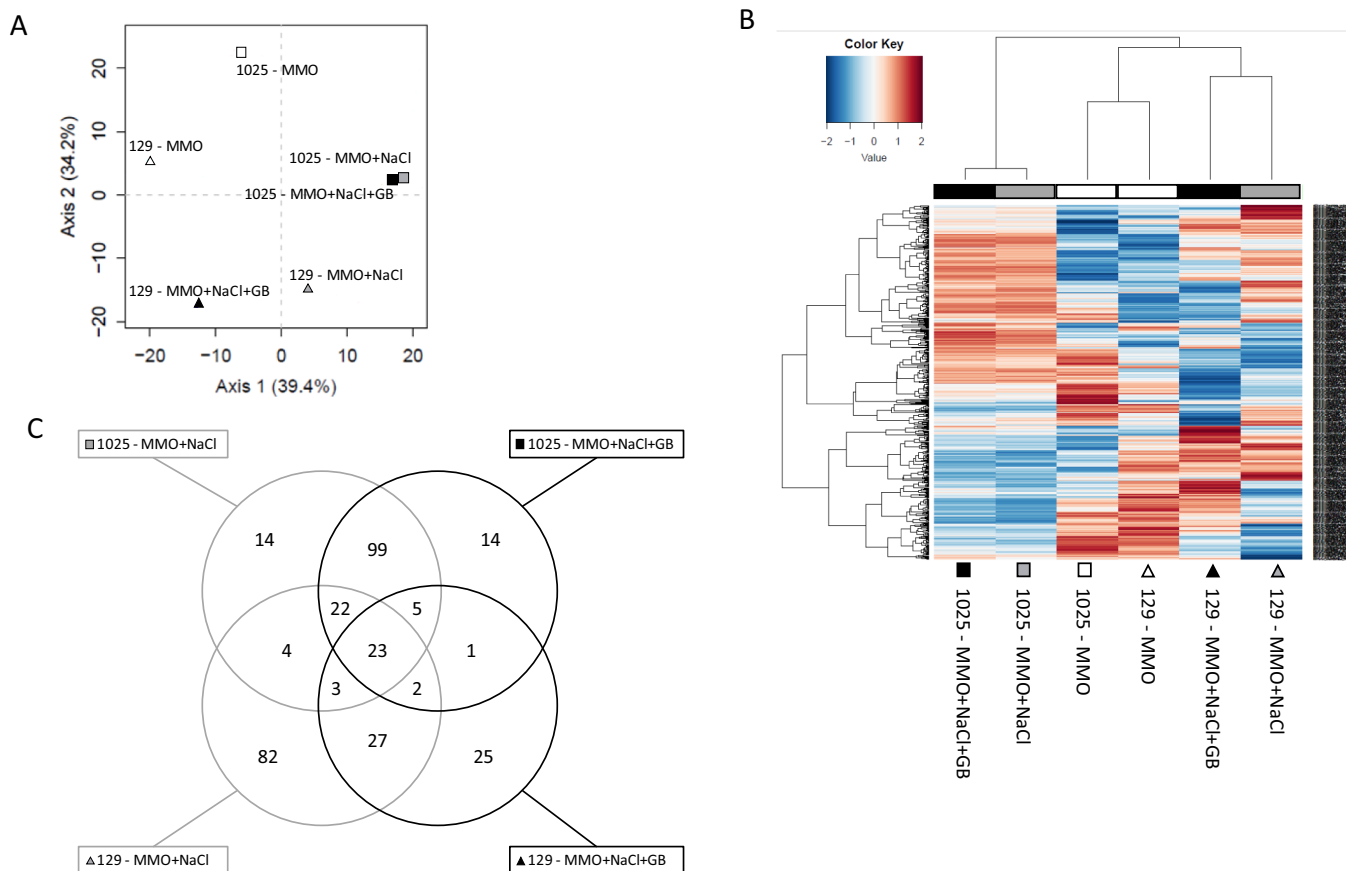 A
20
10
0
−10
−20
Axis 2 (34.2%)
1025 - MMO
129 - MMO
1025 - MMO+NaCl
1025 - MMO+NaCl+GB
129 - MMO+NaCl
129 - MMO+NaCl+GB
−20
−10
0
10
20
Axis 1 (39.4%)
B
Color Key
−2
−1
0
1
2
Value
1025 - MMO+NaCl+GB
1025 - MMO+NaCl
1025 - MMO
129 - MMO
129 - MMO+NaCl+GB
129 - MMO+NaCl
C
1025 - MMO+NaCl
1025 - MMO+NaCl+GB
14
99
14
22
5
4
23
1
3
2
82
27
25
129 - MMO+NaCl
129 - MMO+NaCl+GB